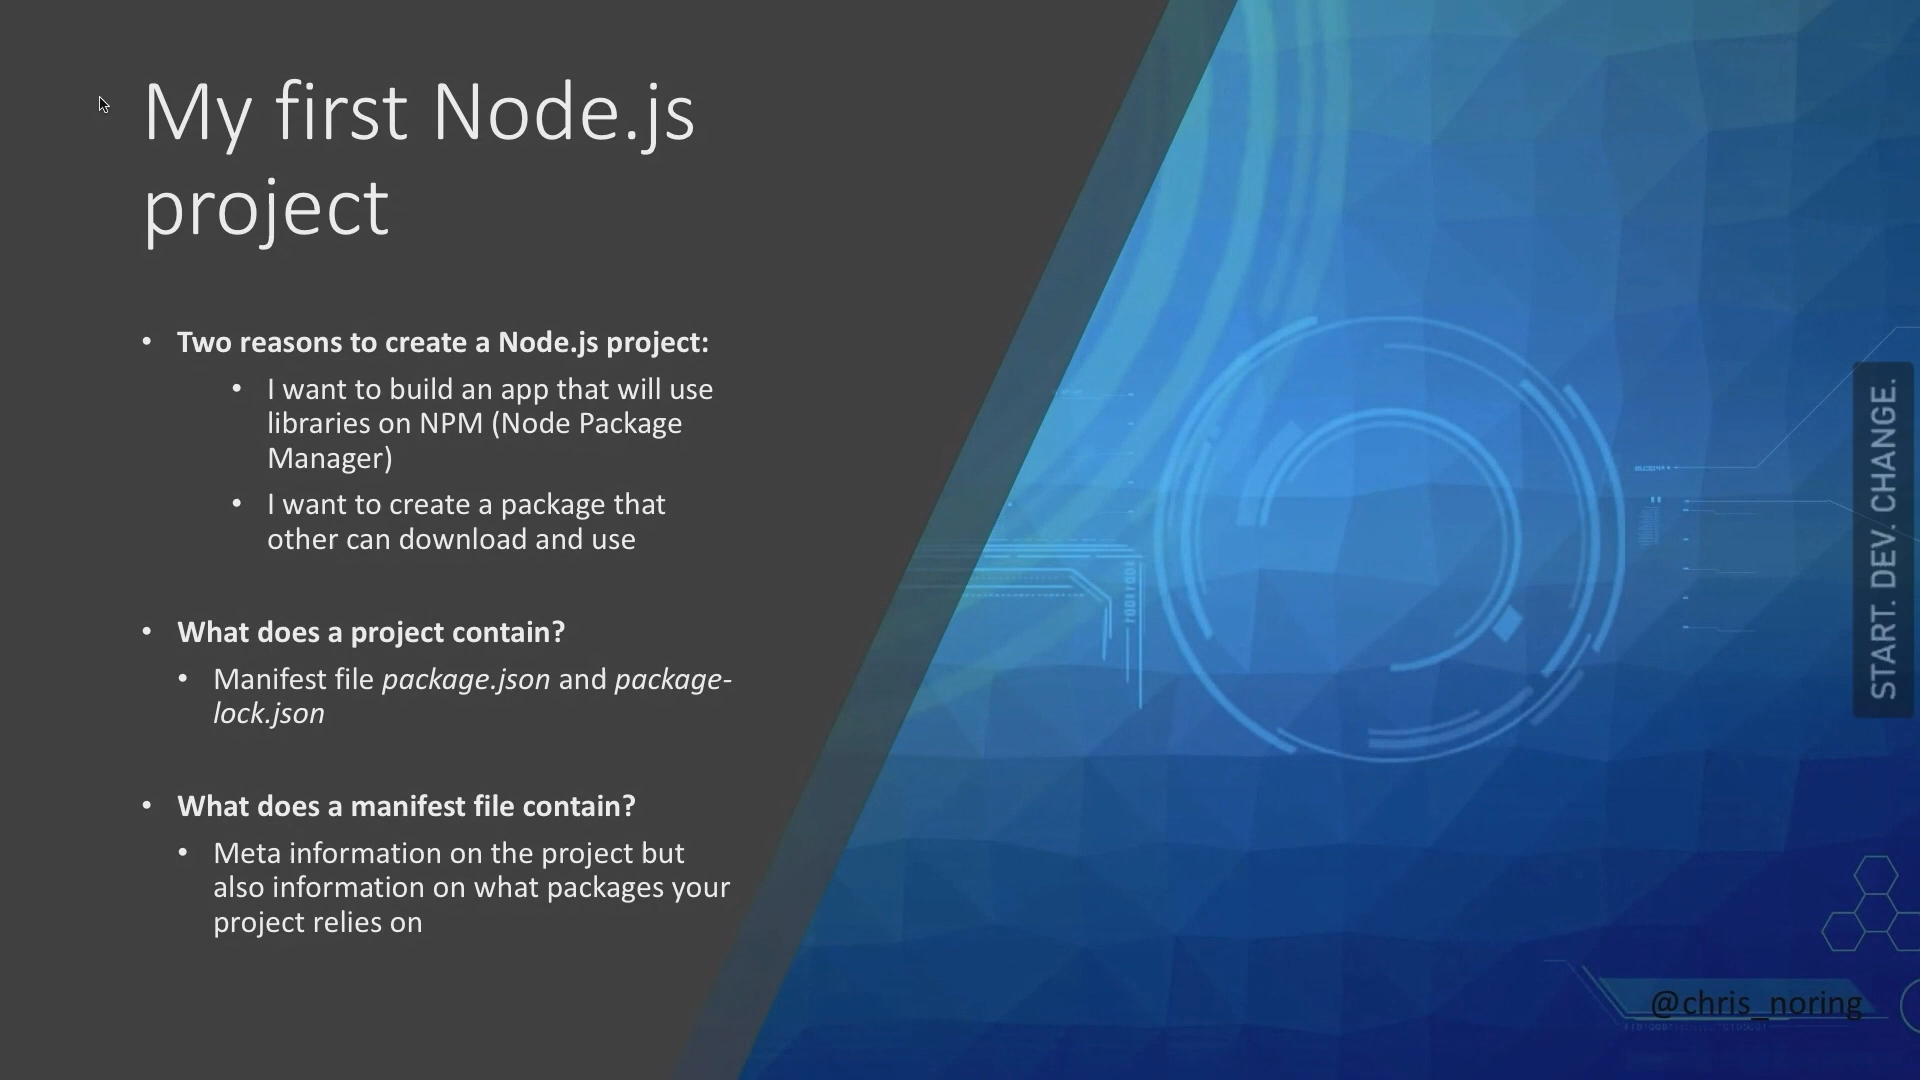 My first Node.js
project
• Two reasons to create a Node.js project:
• I want to build an app that will use
libraries on NPM (Node Package
Manager)
• I want to create a package that
other can download and use
• What does a project contain?
• Manifest file package.json and package-
lock.json
• What does a manifest file contain?
• Meta information on the project but
also information on what packages your
project relies on
START. DEV. CHANGE.
@chris_noring